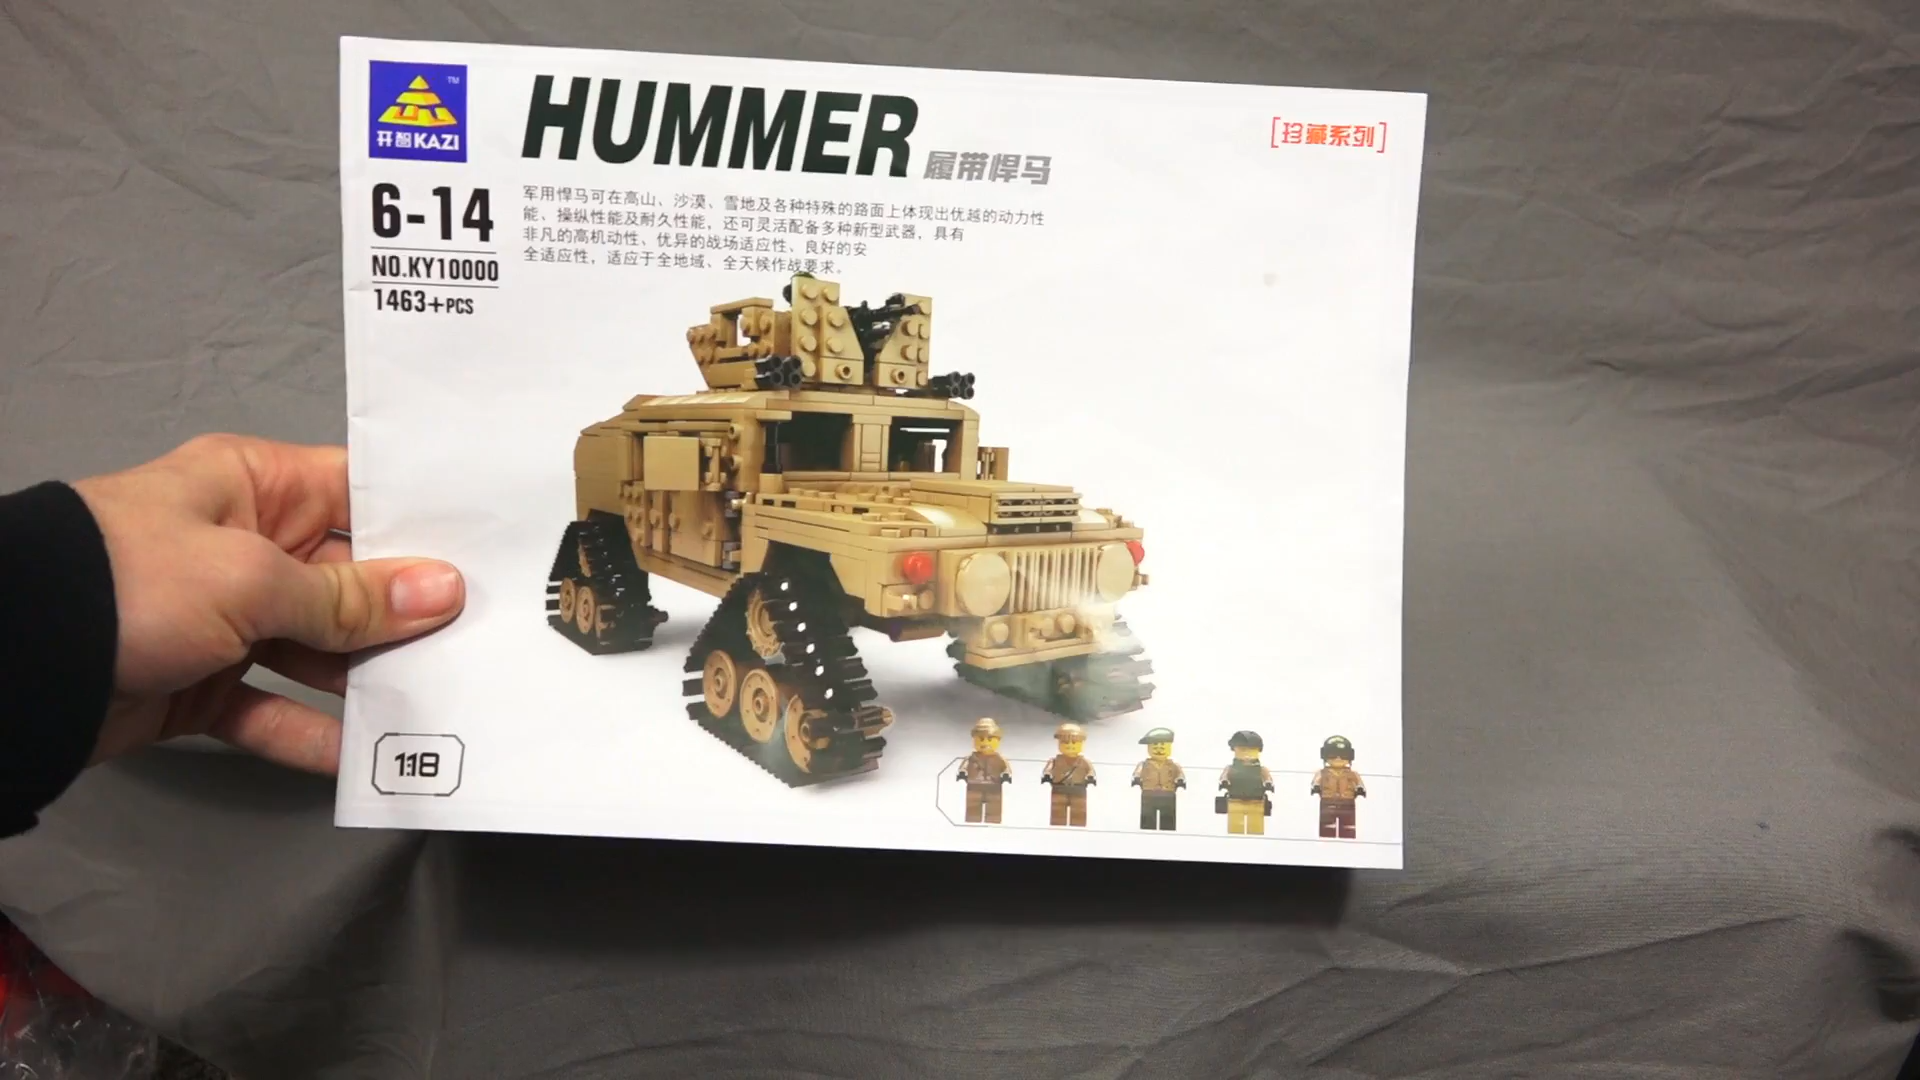 TM
开智KAZI
HUMMER
履带悍马
[珍藏系列]
6-14
NO.KY10000
1463+PCS
军用悍马可在高山、沙漠、雪地及各种特殊的路面上体现出优越的动力性
能、操纵性能及耐久性能，还可灵活配备多种新型武器，具有
非凡的高机动性、优异的战场适应性、良好的安
全适应性，适应于全地域、全天候作战要求。
1:18